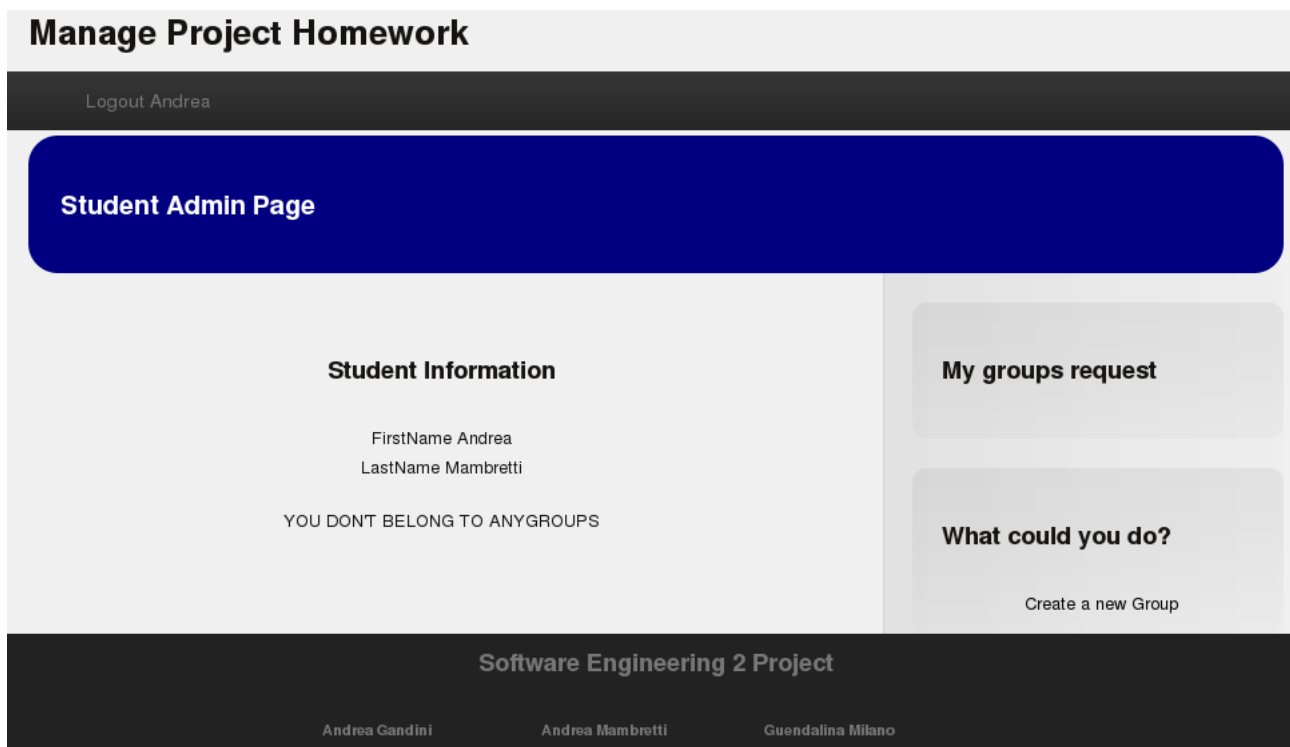 Manage Project Homework
Logout Andrea
Student Admin Page
Student Information
FirstName Andrea
LastName Mambretti
YOU DON'T BELONG TO ANYGROUPS
My groups request
What could you do?
Create a new Group
Software Engineering 2 Project
Andrea Gandini Andrea Mambretti Guendalina Milano